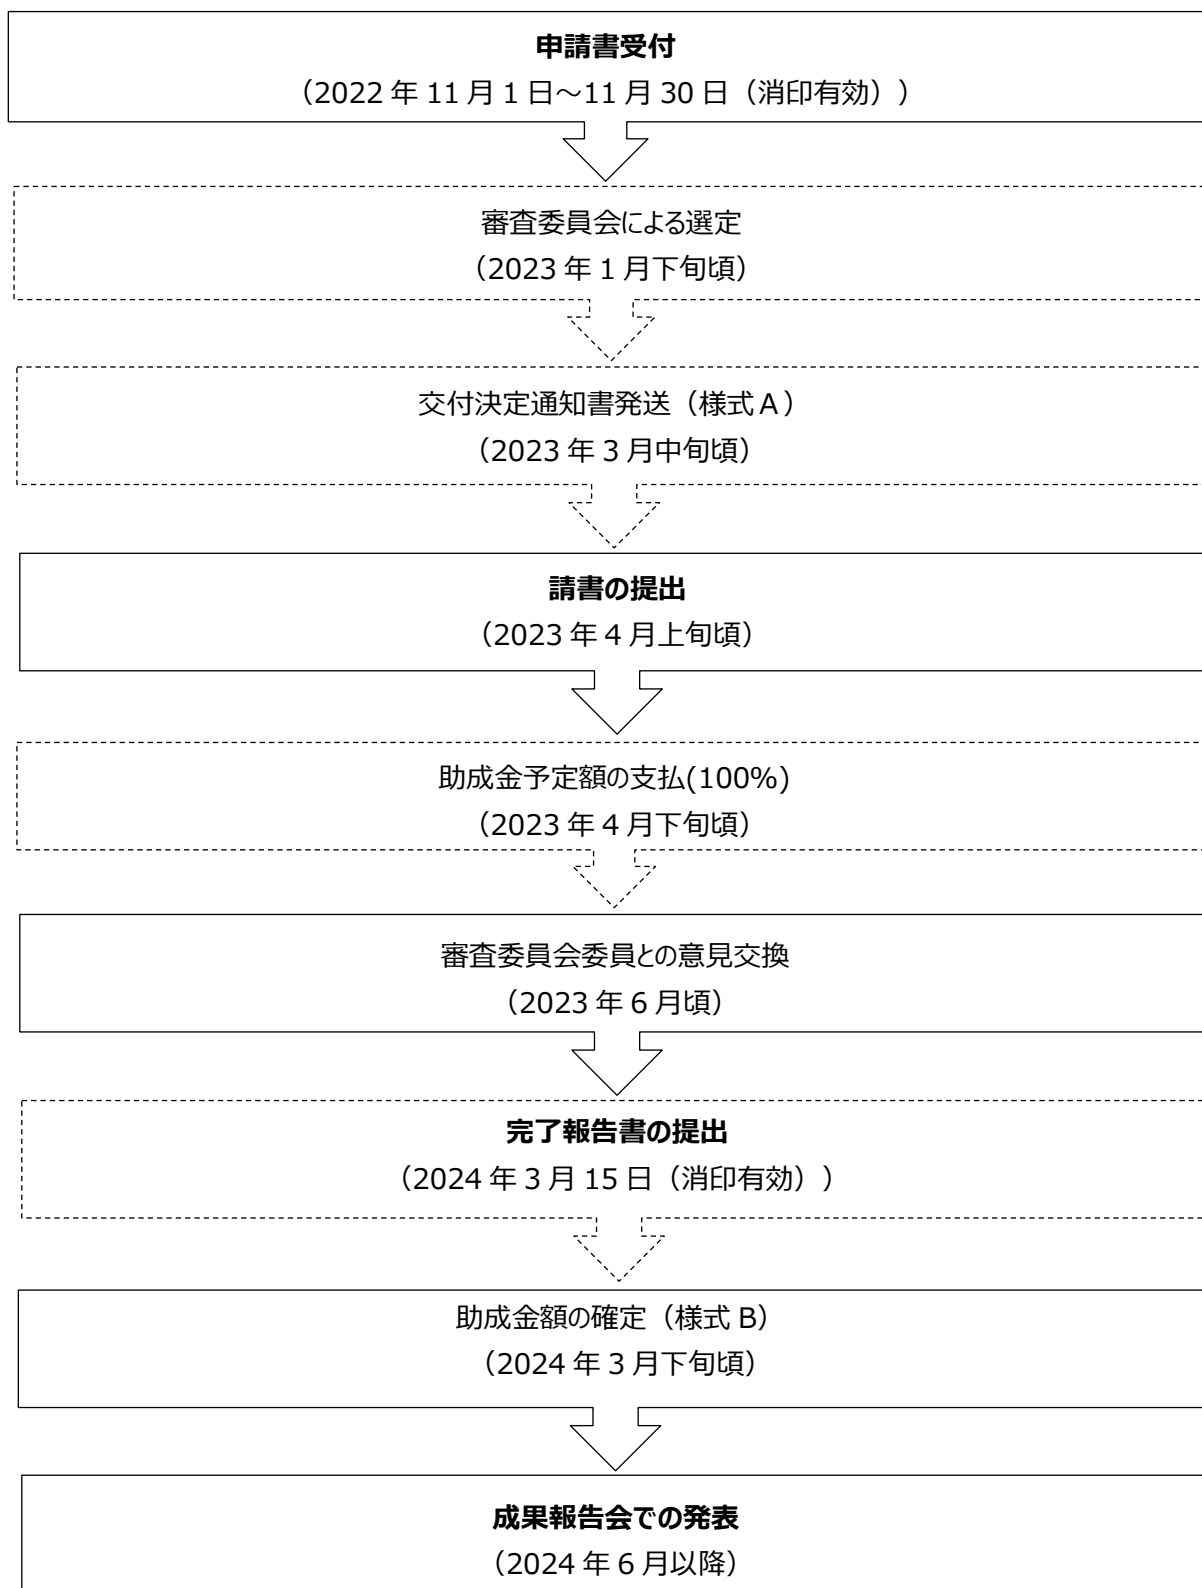 申請書受付
（2022 年 11 月 1 日～11 月 30 日（消印有効））
審査委員会による選定
（2023 年 1 月下旬頃）
交付決定通知書発送（様式 A ）
（2023 年 3 月中旬頃）
請書の提出
（2023 年 4 月上旬頃）
助成金予定額の支払(100%)
（2023 年 4 月下旬頃）
審査委員会委員との意見交換
（2023 年 6 月頃）
完了報告書の提出
（2024 年 3 月 15 日（消印有効））
助成金額の確定（様式 B）
（2024 年 3 月下旬頃）
成果報告会での発表
（2024 年 6 月以降）